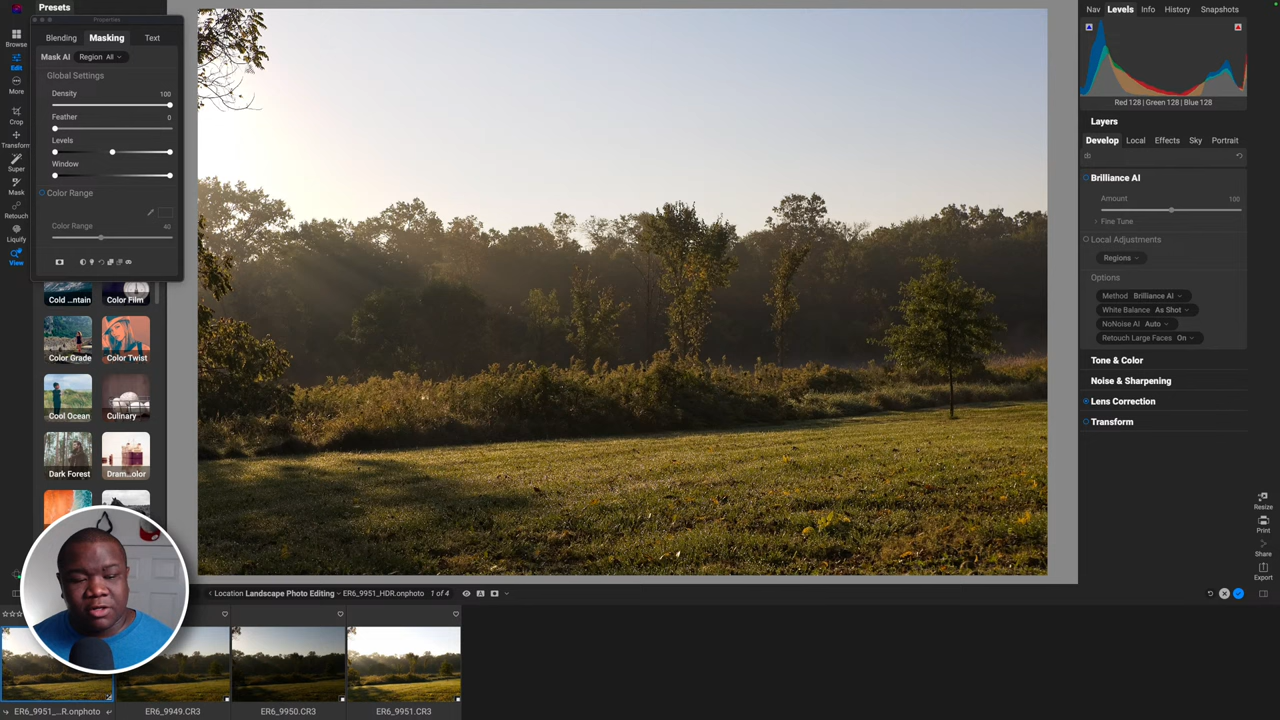 Presets
Properties
Blending Masking Text
Mask AI Region All
Global Settings
Density 100
Feather 0
Levels
Window
Color Range
Color Range 40
Browse
Edit
More
Crop
Transform
Super
Mask
Retouch
Liquify
View
Cold ...ntain Color Film
Color Grade Color Twist
Cool Ocean Culinary
Dark Forest Dram...olor
Nav Levels Info History Snapshots
Red 128 | Green 128 | Blue 128
Layers
Develop Local Effects Sky Portrait
Brilliance AI
Amount 100
Fine Tune
Local Adjustments
Regions
Options
Method Brilliance AI
White Balance As Shot
NoNoise AI Auto
Retouch Large Faces On
Tone & Color
Noise & Sharpening
Lens Correction
Transform
Resize
Print
Share
Export
Location Landscape Photo Editing ER6_9951_HDR.onphoto 1 of 4
ER6_9951_...R.onphoto ER6_9949.CR3 ER6_9950.CR3 ER6_9951.CR3